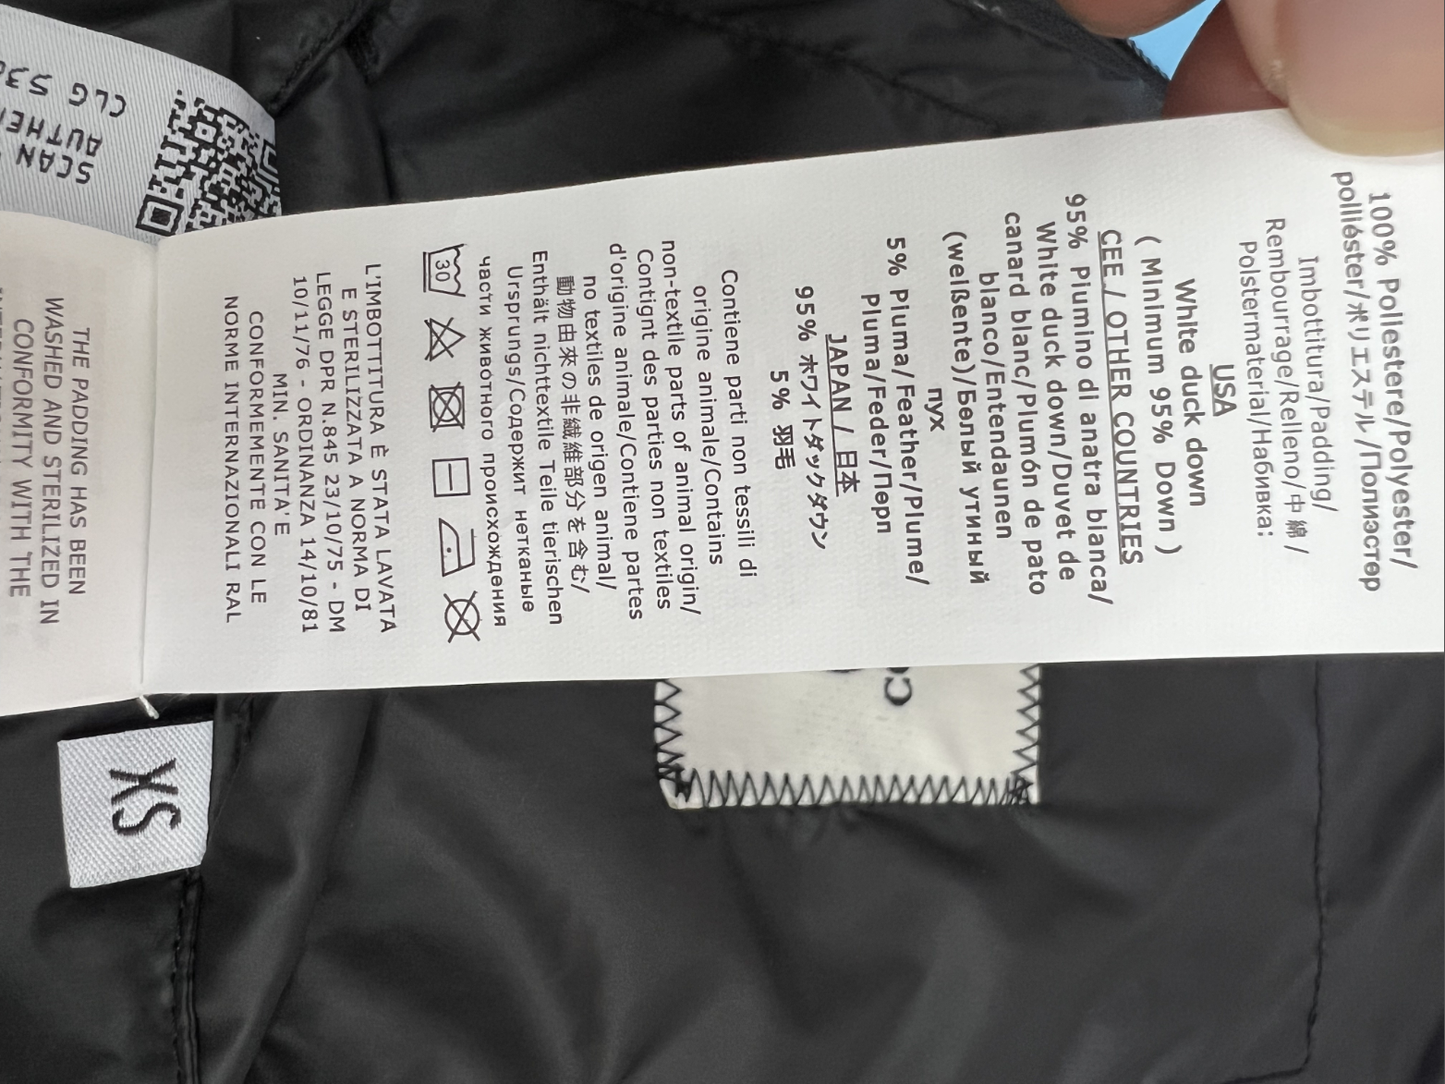 100% Poliestere/Polyester/
poliéster/ポリエステル/Полиэстер
Imbottitura/Padding/
Rembourrage/Relleno/中 綿 /
Polstermaterial/Набивка:
USA
White duck down
( Minimum 95% Down )
CEE / OTHER COUNTRIES
95% Piumino di anatra bianca/
White duck down/Duvet de
canard blanc/Plumón de pato
blanco/Entendaunen
(weißente)/Белый утиный
пух
5% Piuma/Feather/Plume/
Pluma/Feder/Перп
JAPAN / 日本
95% ホワイトダックダウン
5% 羽毛
Contiene parti non tessili di
origine animale/Contains
non-textile parts of animal origin/
Contignt des parties non textiles
d'origine animale/Contiene partes
no textiles de origen animal/
動物由来の非繊維部分を含む/
Enthält nichttextile Teile tierischen
Ursprungs/Содержит нетканые
части животного происхождения
30
L'IMBOTTITURA È STATA LAVATA
E STERILIZZATA A NORMA DI
LEGGE DPR N.845 23/10/75 - DM
10/11/76 - ORDINANZA 14/10/81
MIN. SANITA'E
CONFORMEMENTE CON LE
NORME INTERNAZIONALI RAL
THE PADDING HAS BEEN
WASHED AND STERILIZED IN
CONFORMITY WITH THE
XS
SCAN
CLG